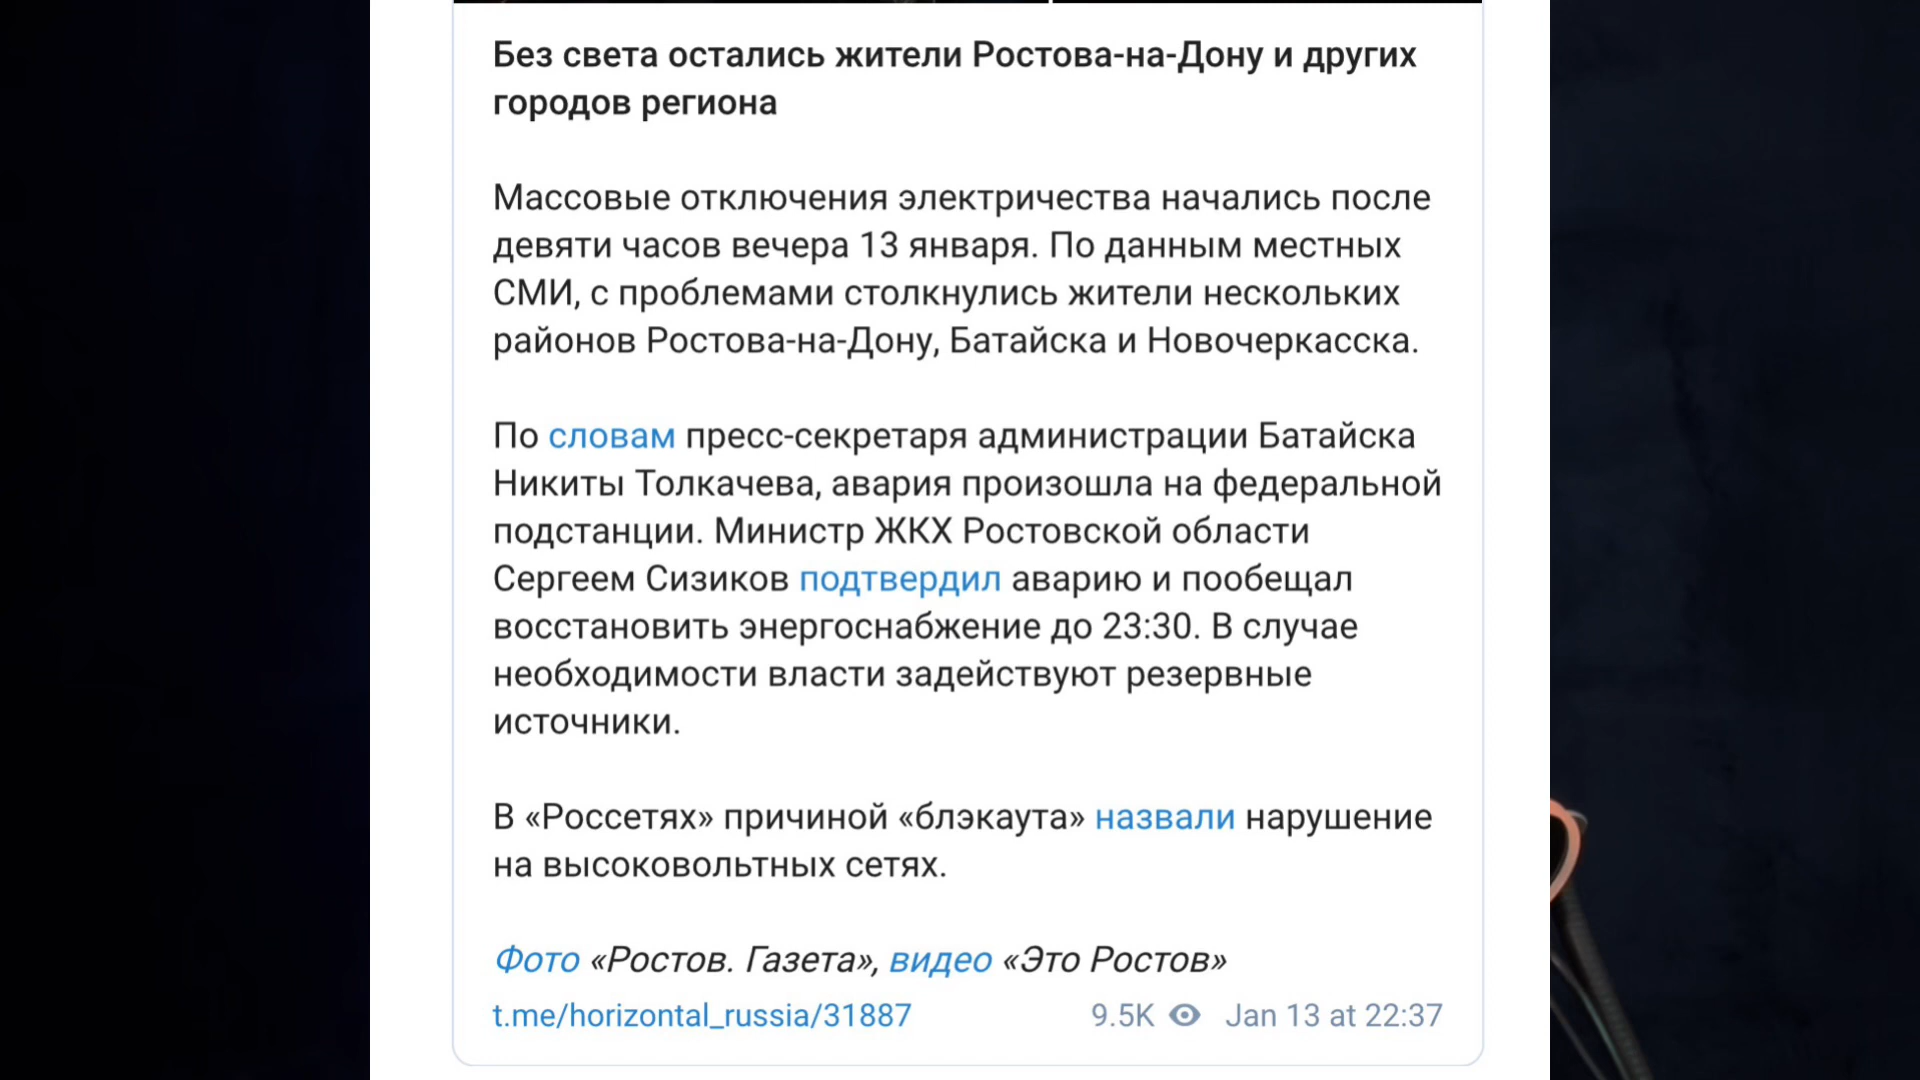 Без света остались жители Ростова-на-Дону и других
городов региона
Массовые отключения электричества начались после
девяти часов вечера 13 января. По данным местных
СМИ, с проблемами столкнулись жители нескольких
районов Ростова-на-Дону, Батайска и Новочеркасска.
По словам пресс-секретаря администрации Батайска
Никиты Толкачева, авария произошла на федеральной
подстанции. Министр ЖКХ Ростовской области
Сергеем Сизиков подтвердил аварию и пообещал
восстановить энергоснабжение до 23:30. В случае
необходимости власти задействуют резервные
источники.
В «Россетях» причиной «блэкаута» назвали нарушение
на высоковольтных сетях.
Фото «Ростов. Газета», видео «Это Ростов»
t.me/horizontal_russia/31887 9.5K Jan 13 at 22:37